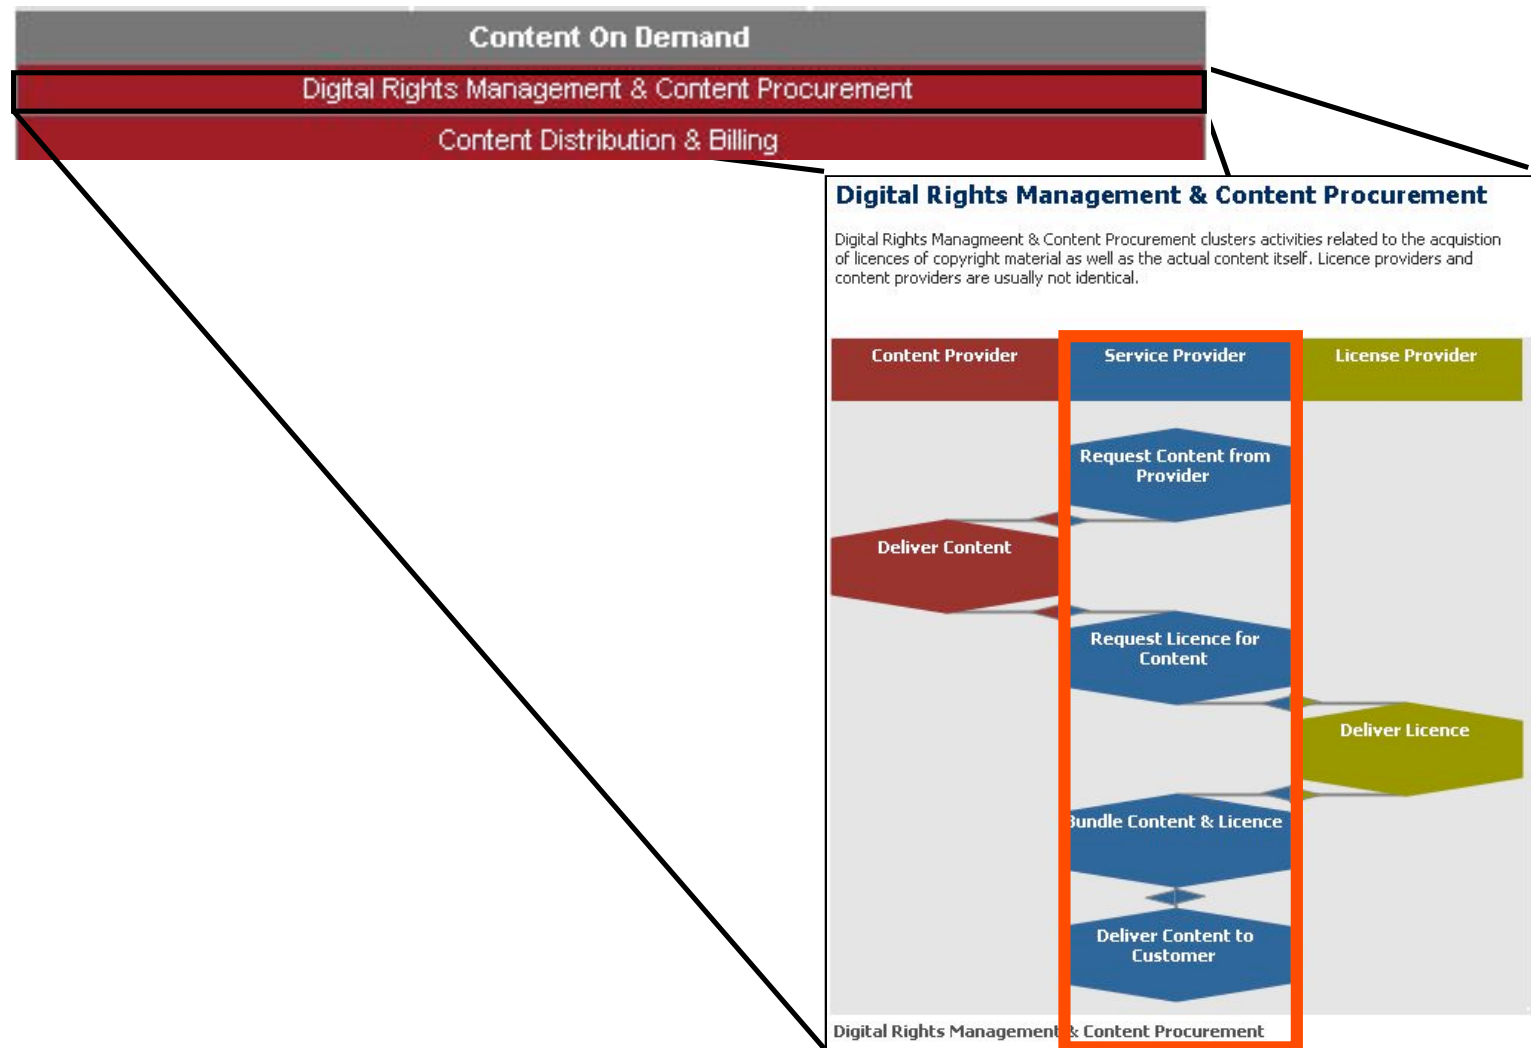 Content On Demand
Digital Rights Management & Content Procurement
Content Distribution & Billing
Digital Rights Management & Content Procurement
Digital Rights Managmeent & Content Procurement clusters activities related to the acquistion
of licences of copyright material as well as the actual content itself. Licence providers and
content providers are usually not identical.
Content Provider
Service Provider
License Provider
Request Content from
Provider
Deliver Content
Request Licence for
Content
Deliver Licence
Bundle Content & Licence
Deliver Content to
Customer
Digital Rights Management & Content Procurement